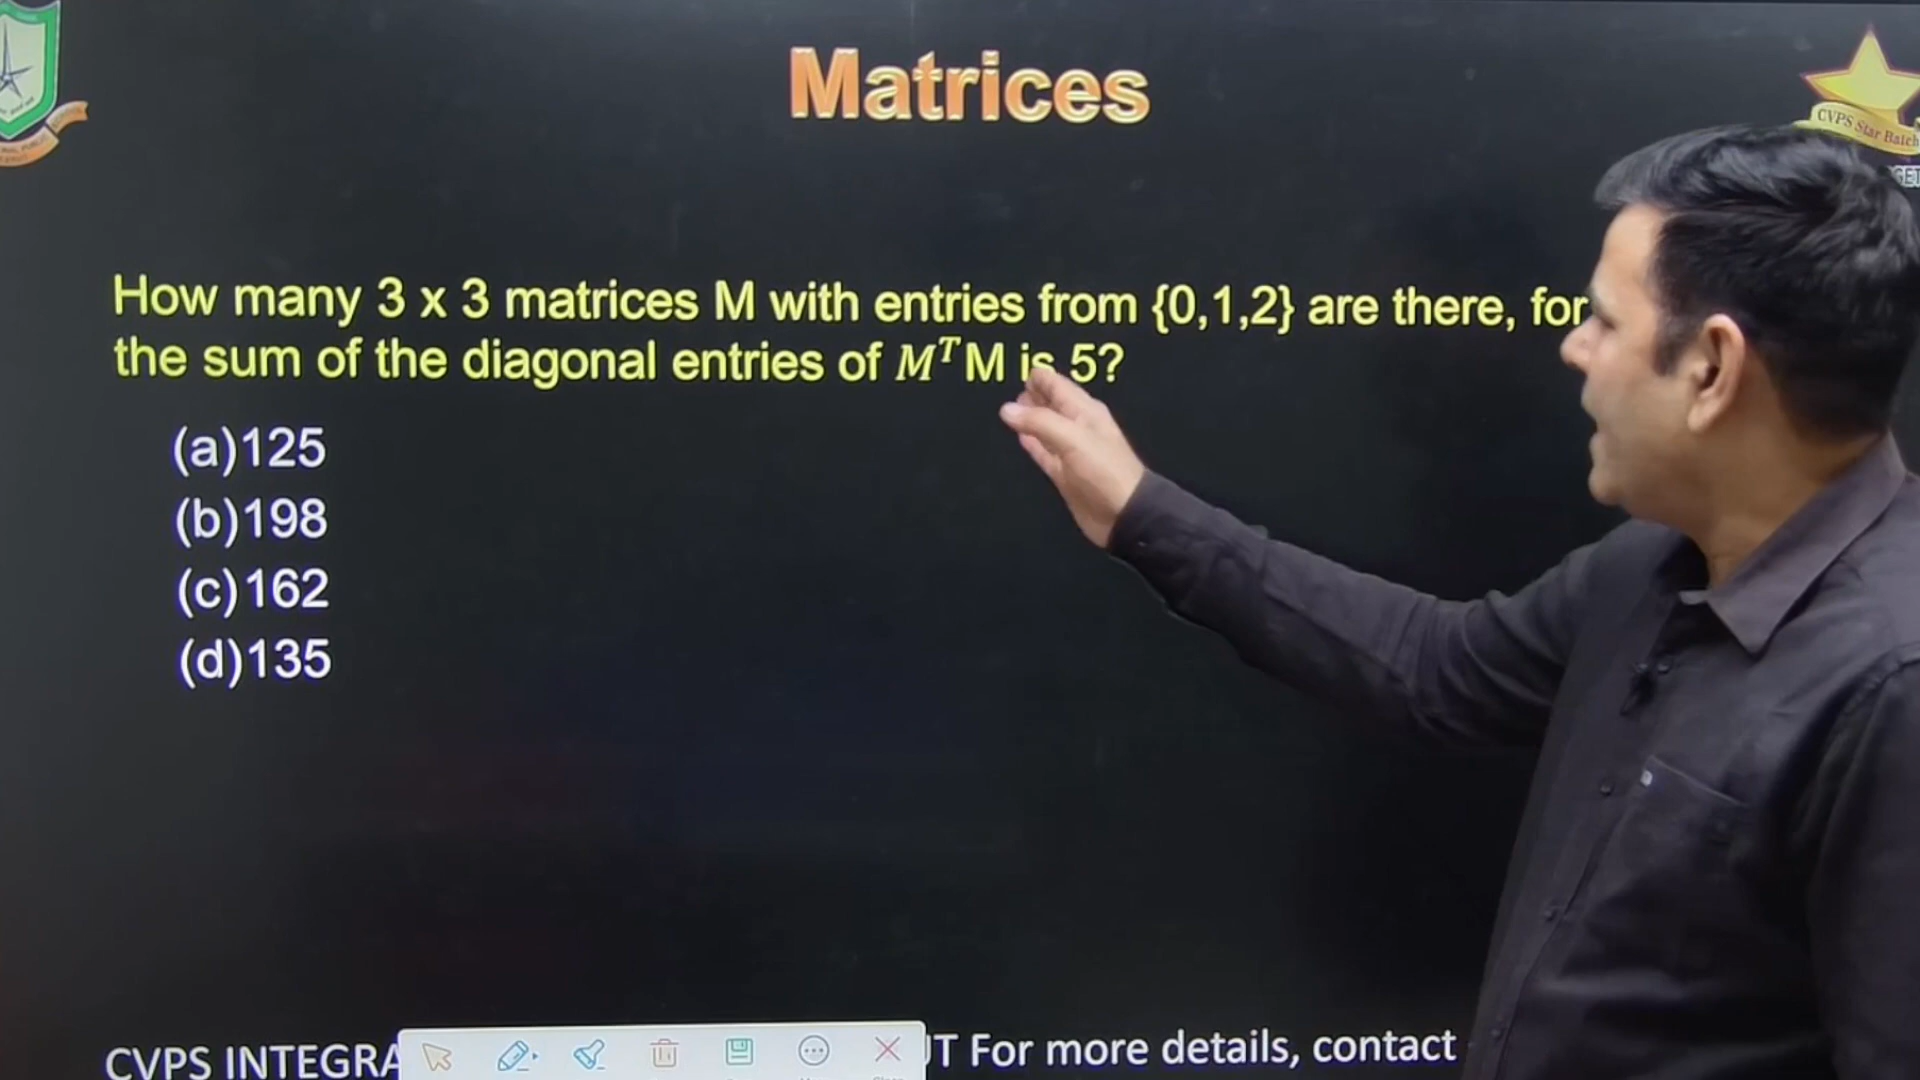 Matrices
CVPS Star Batch
How many 3 x 3 matrices M with entries from {0,1,2} are there, for
the sum of the diagonal entries of MᵀM is 5?
(a)125
(b)198
(c)162
(d)135
CVPS INTEGRA
For more details, contact